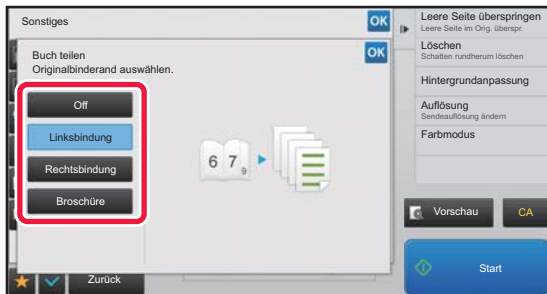 Sonstiges
OK
Buch teilen
Originalbinderand auswählen.
OK
Off
Linksbindung
Rechtsbindung
Broschüre
6 7 9
Zurück
Leere Seite überspringen
Leere Seite im Orig. überspr.
Löschen
Schatten rundherum löschen
Hintergrundanpassung
Auflösung
Sendeauflösung ändern
Farbmodus
Vorschau
CA
Start